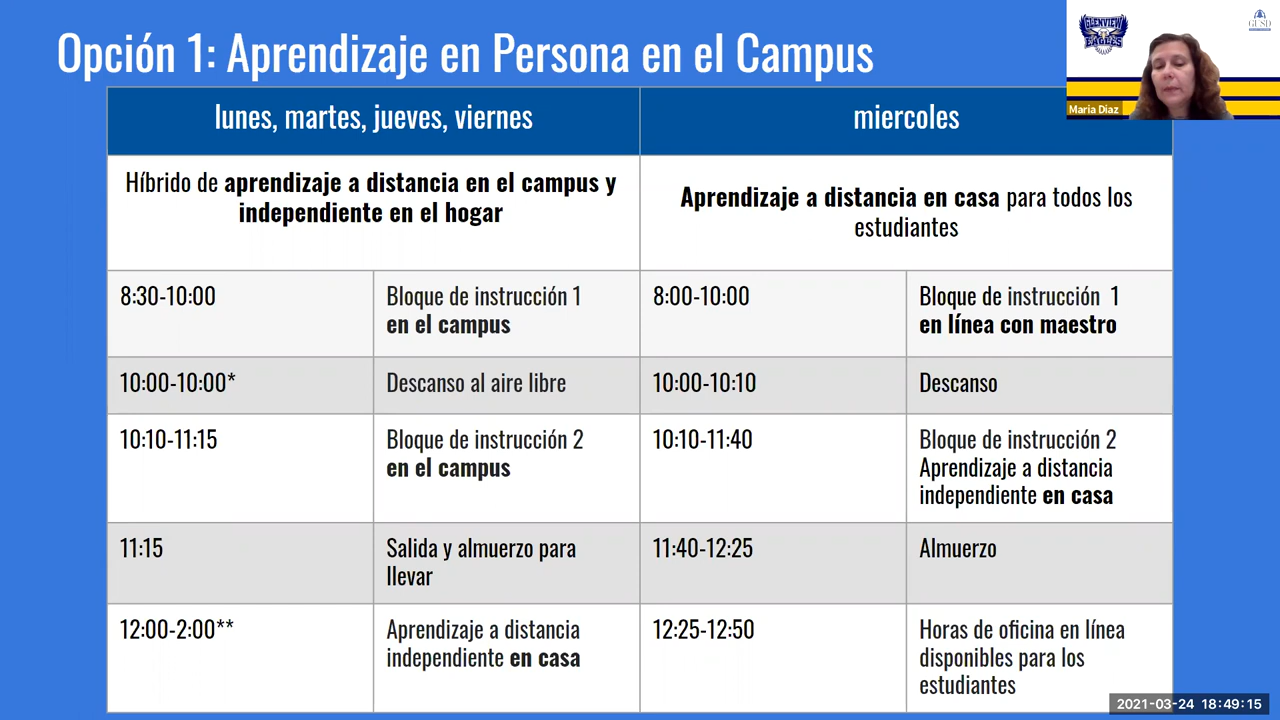 Opción 1: Aprendizaje en Persona en el Campus
GLENVIEW
EAGLES
GUSD
Maria Diaz
lunes, martes, jueves, viernes
miercoles
Híbrido de aprendizaje a distancia en el campus y
independiente en el hogar
Aprendizaje a distancia en casa para todos los
estudiantes
8:30-10:00
Bloque de instrucción 1
en el campus
8:00-10:00
Bloque de instrucción 1
en línea con maestro
10:00-10:00*
Descanso al aire libre
10:00-10:10
Descanso
10:10-11:15
Bloque de instrucción 2
en el campus
10:10-11:40
Bloque de instrucción 2
Aprendizaje a distancia
independiente en casa
11:15
Salida y almuerzo para
llevar
11:40-12:25
Almuerzo
12:00-2:00**
Aprendizaje a distancia
independiente en casa
12:25-12:50
Horas de oficina en línea
disponibles para los
estudiantes
2021-03-24 18:49:15